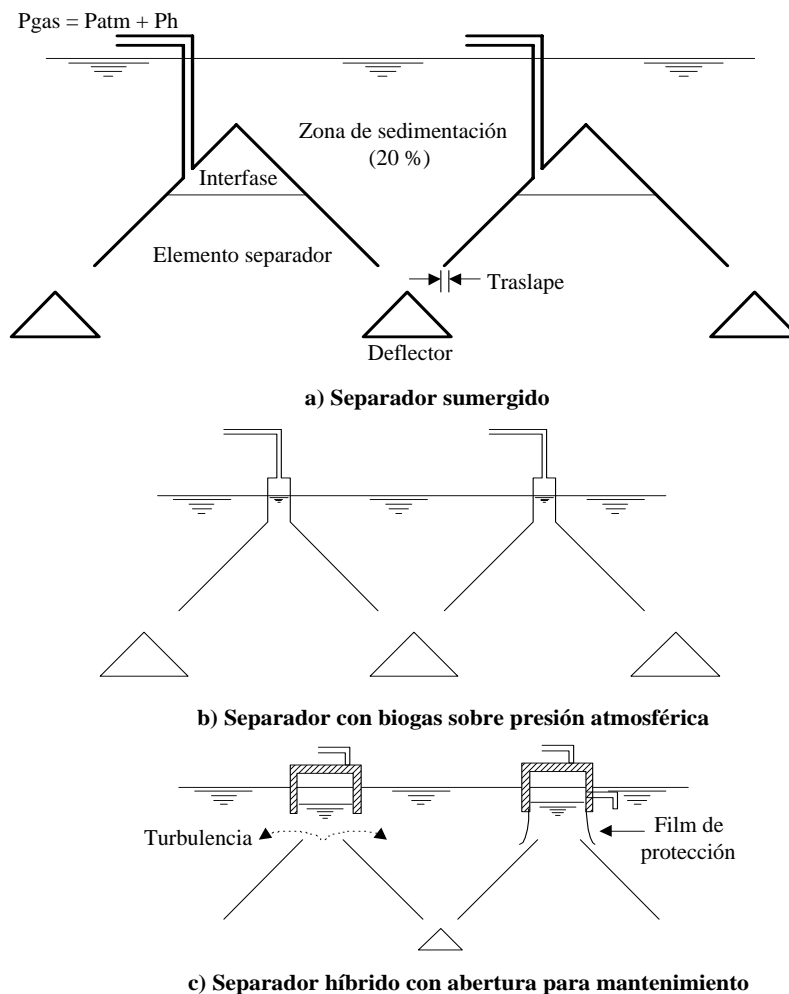 Pgas = Patm + Ph
Zona de sedimentación
(20 %)
Interfase
Elemento separador
Traslape
Deflector
a) Separador sumergido
b) Separador con biogas sobre presión atmosférica
Turbulencia
Film de
protección
c) Separador híbrido con abertura para mantenimiento